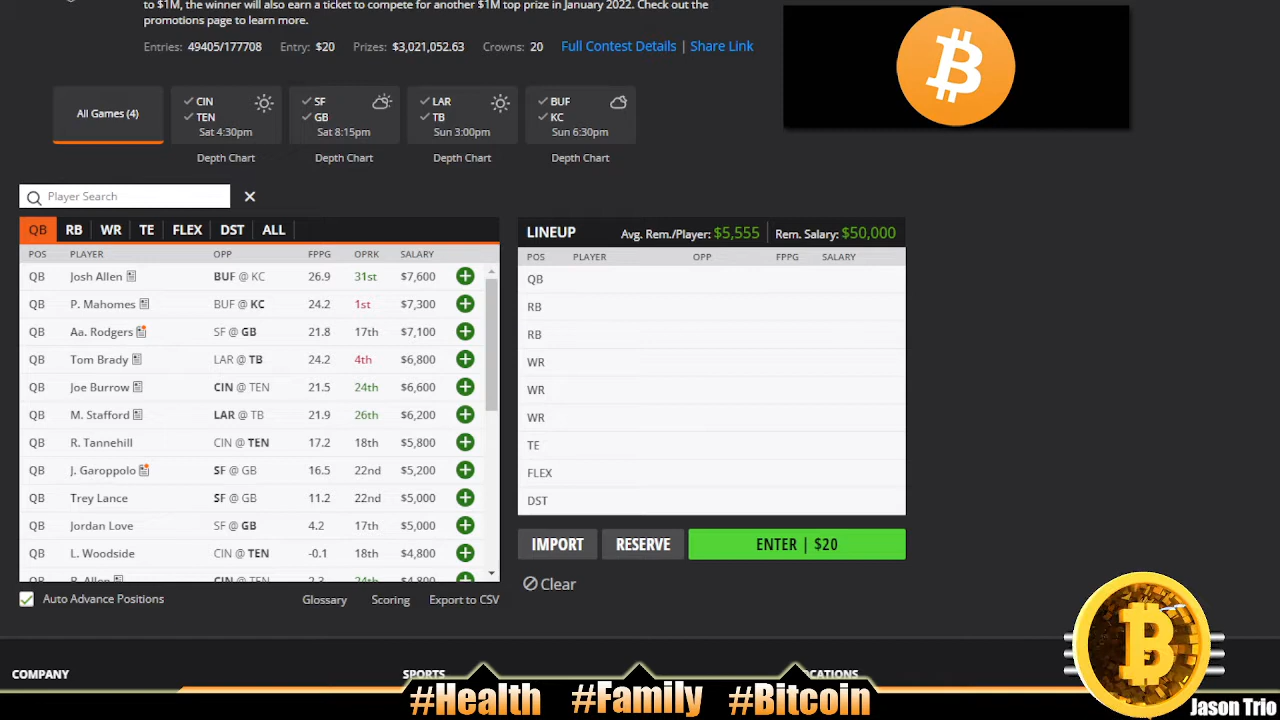 to $1M, the winner will also earn a ticket to compete for another $1M top prize in January 2022. Check out the
promotions page to learn more.
Entries: 49405/177708 Entry: $20 Prizes: $3,021,052.63 Crowns: 20 Full Contest Details | Share Link
All Games (4)
CIN
TEN
Sat 4:30pm
Depth Chart
SF
GB
Sat 8:15pm
Depth Chart
LAR
TB
Sun 3:00pm
Depth Chart
BUF
KC
Sun 6:30pm
Depth Chart
Player Search
QB RB WR TE FLEX DST ALL
POS PLAYER OPP FPPG OPRK SALARY
QB Josh Allen BUF @ KC 26.9 31st $7,600
QB P. Mahomes BUF @ KC 24.2 1st $7,300
QB Aa. Rodgers SF @ GB 21.8 17th $7,100
QB Tom Brady LAR @ TB 24.2 4th $6,800
QB Joe Burrow CIN @ TEN 21.5 24th $6,600
QB M. Stafford LAR @ TB 21.9 26th $6,200
QB R. Tannehill CIN @ TEN 17.2 18th $5,800
QB J. Garoppolo SF @ GB 16.5 22nd $5,200
QB Trey Lance SF @ GB 11.2 22nd $5,000
QB Jordan Love SF @ GB 4.2 17th $5,000
QB L. Woodside CIN @ TEN -0.1 18th $4,800
QB B. Allen CIN @ TEN 2.3 24th $4,800
Auto Advance Positions Glossary Scoring Export to CSV
LINEUP Avg. Rem./Player: $5,555 Rem. Salary: $50,000
POS PLAYER OPP FPPG SALARY
QB
RB
RB
WR
WR
WR
TE
FLEX
DST
IMPORT RESERVE ENTER | $20
Clear
COMPANY SPORTS LOCATIONS
#Health #Family #Bitcoin
Jason Trio